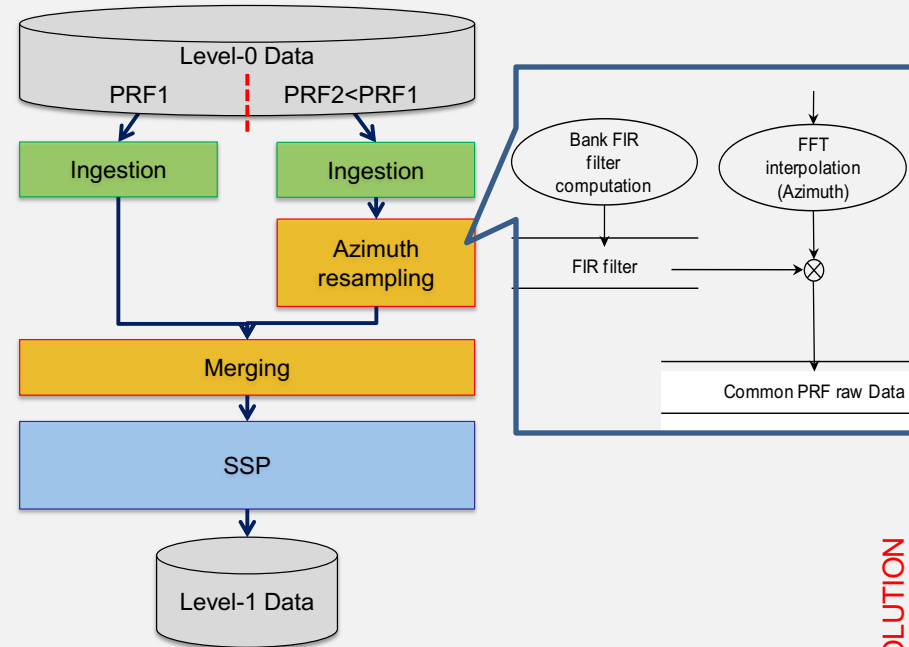 Level-0 Data
PRF1
PRF2<PRF1
Ingestion
Ingestion
Azimuth
resampling
Merging
SSP
Level-1 Data
Bank FIR
filter
computation
FFT
interpolation
(Azimuth)
FIR filter
Common PRF raw Data
OLUTION